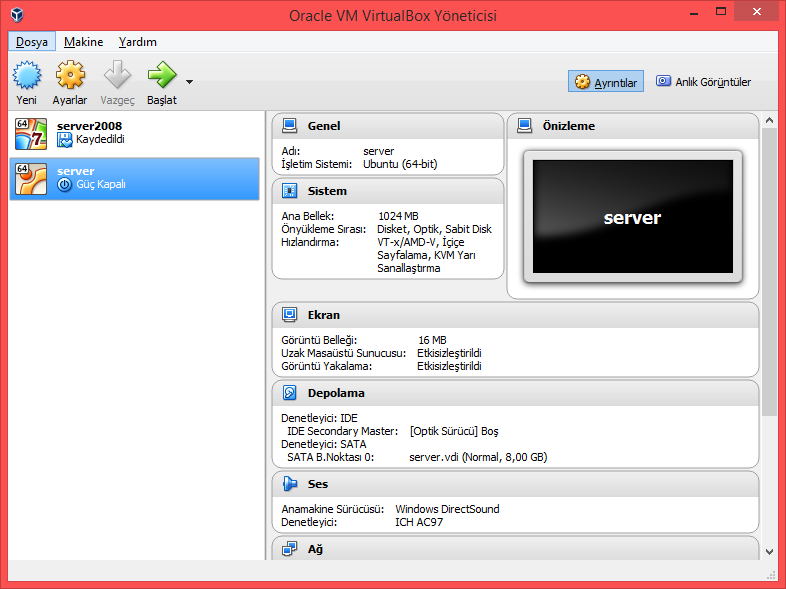 Oracle VM VirtualBox Yöneticisi
Dosya Makine Yardım
Yeni Ayarlar Vazgeç Başlat
Ayrıntılar Anlık Görüntüler
64 server2008
Kaydedildi
64 server
Güç Kapalı
Genel
Adı: server
İşletim Sistemi: Ubuntu (64-bit)
Sistem
Ana Bellek: 1024 MB
Önyükleme Sırası: Disket, Optik, Sabit Disk
Hızlandırma: VT-x/AMD-V, İçiçe
Sayfalama, KVM Yarı
Sanallaştırma
Önizleme
server
Ekran
Görüntü Belleği: 16 MB
Uzak Masaüstü Sunucusu: Etkisizleştirildi
Görüntü Yakalama: Etkisizleştirildi
Depolama
Denetleyici: IDE
IDE Secondary Master: [Optik Sürücü] Boş
Denetleyici: SATA
SATA B.Noktası 0: server.vdi (Normal, 8,00 GB)
Ses
Anamakine Sürücüsü: Windows DirectSound
Denetleyici: ICH AC97
Ağ